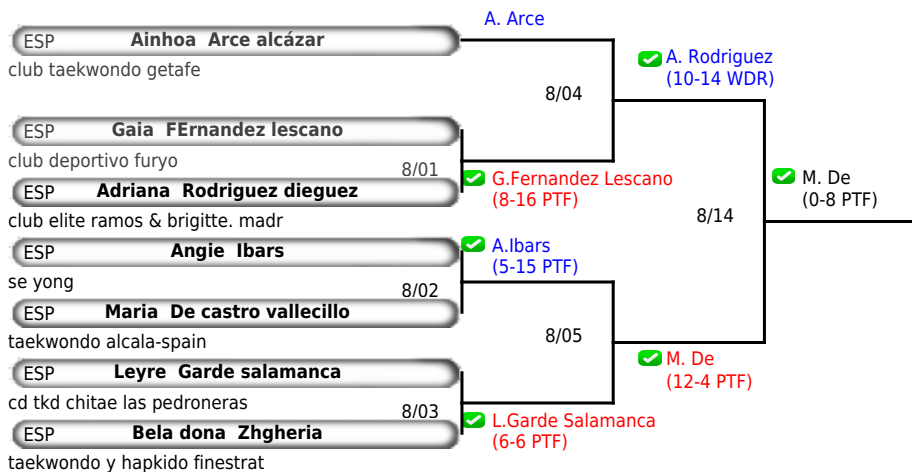 A. Arce
ESP Ainhoa Arce alcázar
club taekwondo getafe
A. Rodriguez
(10-14 WDR)
8/04
ESP Gaia FErnandez lescano
club deportivo furyo
8/01
G.Fernandez Lescano
(8-16 PTF)
ESP Adriana Rodriguez dieguez
club elite ramos & brigitte. madr
M. De
(0-8 PTF)
8/14
ESP Angie Ibars
A.Ibars
(5-15 PTF)
se yong
8/02
ESP Maria De castro vallecillo
taekwondo alcala-spain
8/05
ESP Leyre Garde salamanca
M. De
(12-4 PTF)
cd tkd chitae las pedroneras
8/03
L.Garde Salamanca
(6-6 PTF)
ESP Bela dona Zhgheria
taekwondo y hapkido finestrat